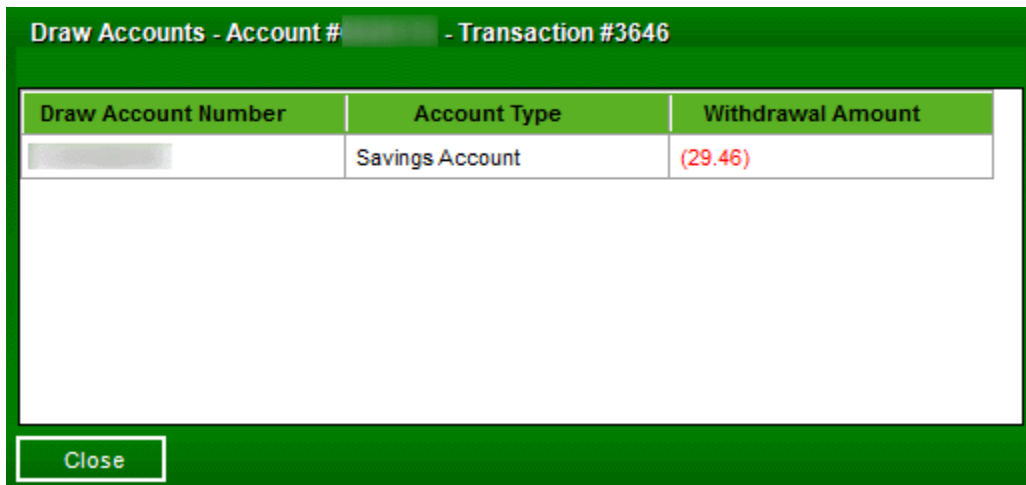 Draw Accounts - Account # - Transaction #3646
Draw Account Number Account Type Withdrawal Amount
Savings Account (29.46)
Close